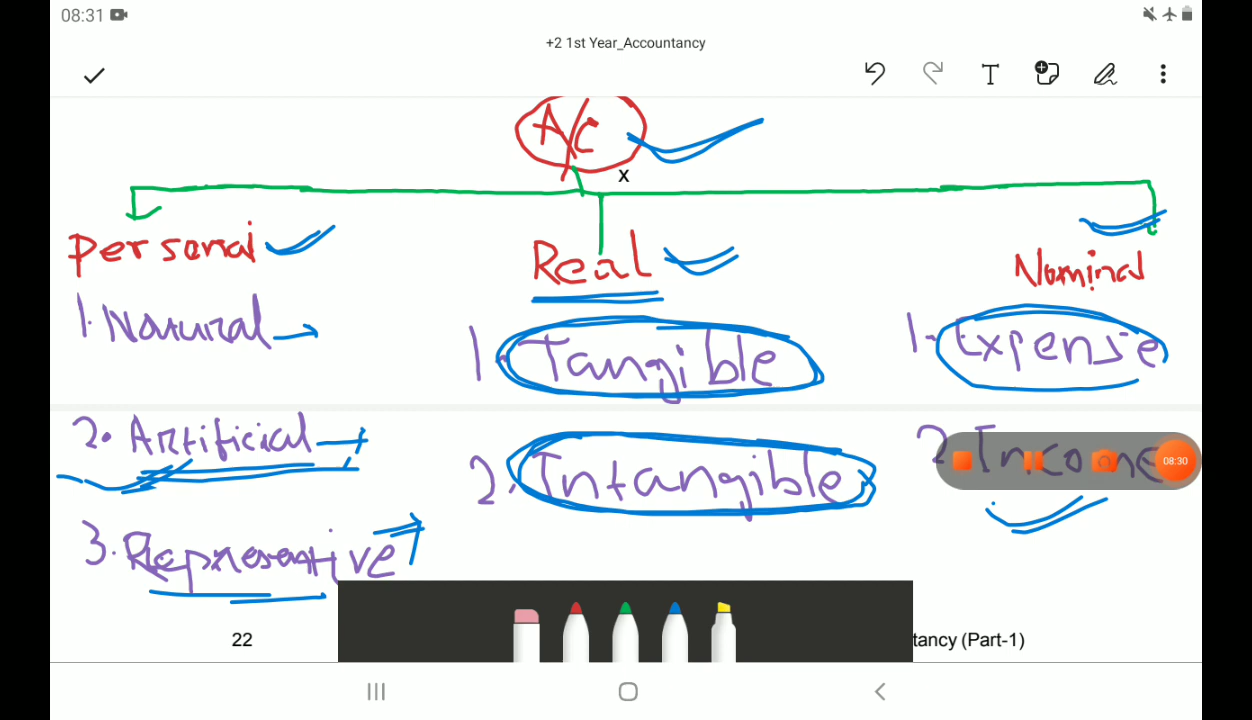 08:31
+2 1st Year_Accountancy
T
A/C
x
Personal Real Nominal
1. Natural 1. Tangible 1. Expense
2. Artificial 2. Intangible 2. Income
08:30
3. Representive
22 tancy (Part-1)